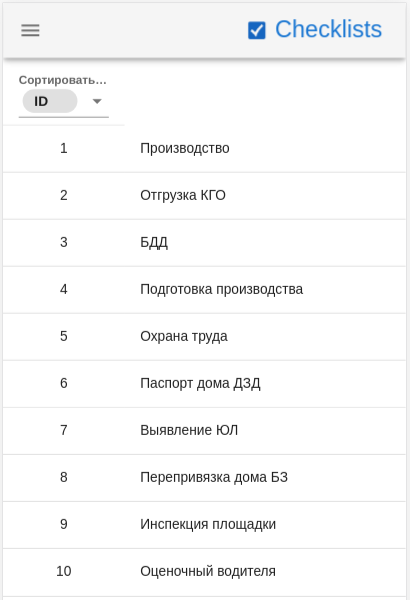 Checklists
Сортировать...
ID
1 Производство
2 Отгрузка КГО
3 БДД
4 Подготовка производства
5 Охрана труда
6 Паспорт дома ДЗД
7 Выявление ЮЛ
8 Перепривязка дома БЗ
9 Инспекция площадки
10 Оценочный водителя